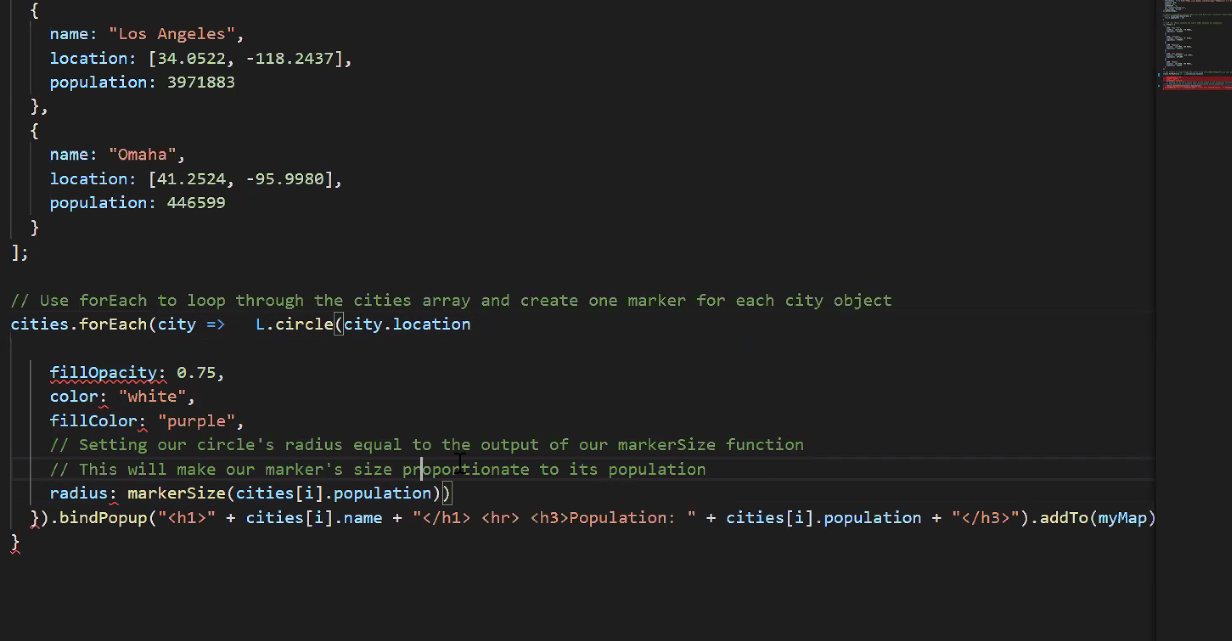 {
name: "Los Angeles",
location: [34.0522, -118.2437],
population: 3971883
},
{
name: "Omaha",
location: [41.2524, -95.9980],
population: 446599
}
];
// Use forEach to loop through the cities array and create one marker for each city object
cities.forEach(city =>   L.circle(city.location
fillOpacity: 0.75,
color: "white",
fillColor: "purple",
// Setting our circle's radius equal to the output of our markerSize function
// This will make our marker's size proportionate to its population
radius: markerSize(cities[i].population))
}).bindPopup("<h1>" + cities[i].name + "</h1> <hr> <h3>Population: " + cities[i].population + "</h3>").addTo(myMap)
}